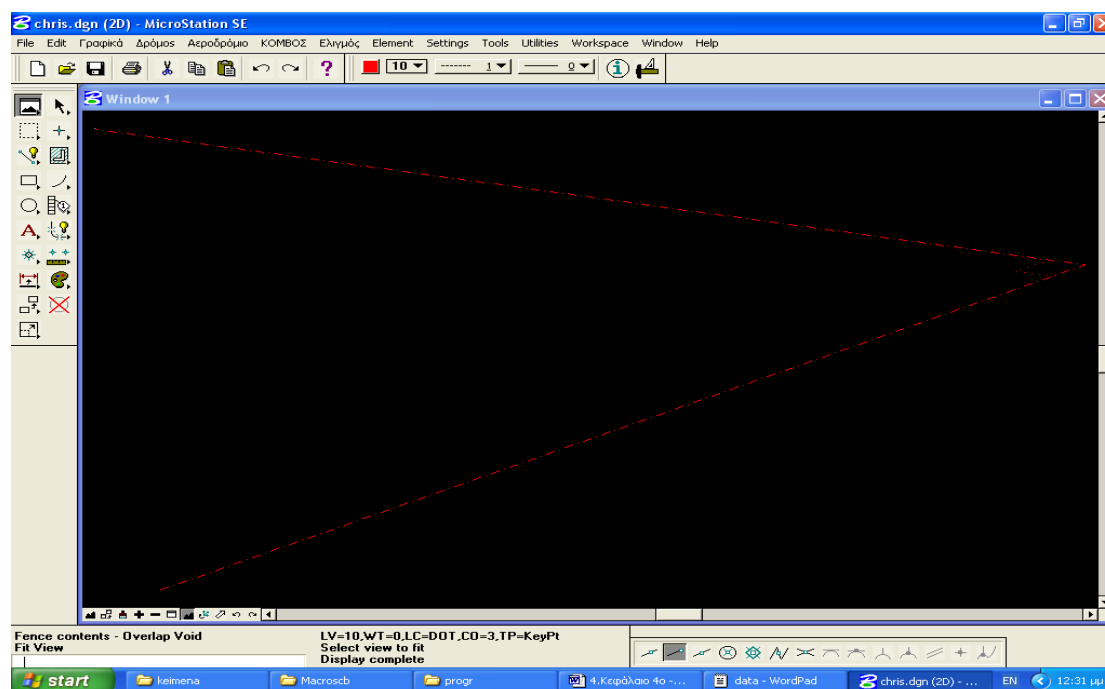 chris.dgn (2D) - MicroStation SE
File Edit Γραφικά Δρόμος Αεροδρόμιο ΚΟΜΒΟΣ Ελιγμός Element Settings Tools Utilities Workspace Window Help
10 1 0
Window 1
Fence contents - Overlap Void LV=10,WT=0,LC=DOT,CO=3,TP=KeyPt
Fit View Select view to fit
Display complete
start keimena Macroscb progr 4.Κεφάλαιο 4ο -... data - WordPad chris.dgn (2D) - ... EN 12:31 μμ